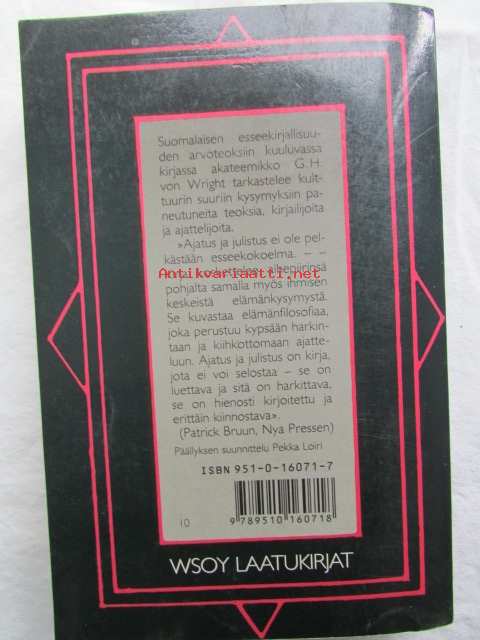 Suomalaisen esseekirjallisuu-
den arvoteoksiin kuuluvassa
kirjassa akateemikko G.H.
von Wright tarkastelee kult-
tuurin suuriin kysymyksiin pa-
neutuneita teoksia, kirjailijoita
ja ajattelijoita.
»Ajatus ja julistus ei ole pel-
kästään esseekokoelma. – –
Antikvariaatti.net
aihepiiriensä
pohjalta samalla myös ihmisen
keskeistä elämänkysymystä.
Se kuvastaa elämänfilosofiaa,
joka perustuu kypsään harkin-
taan ja kiihkottomaan ajatte-
luun. Ajatus ja julistus on kirja,
jota ei voi selostaa – se on
luettava ja sitä on harkittava,
se on hienosti kirjoitettu ja
erittäin kiinnostava».
(Patrick Bruun, Nya Pressen)
Päällyksen suunnittelu Pekka Loiri
ISBN 951-0-16071-7
10
9 789510 160718
WSOY LAATUKIRJAT